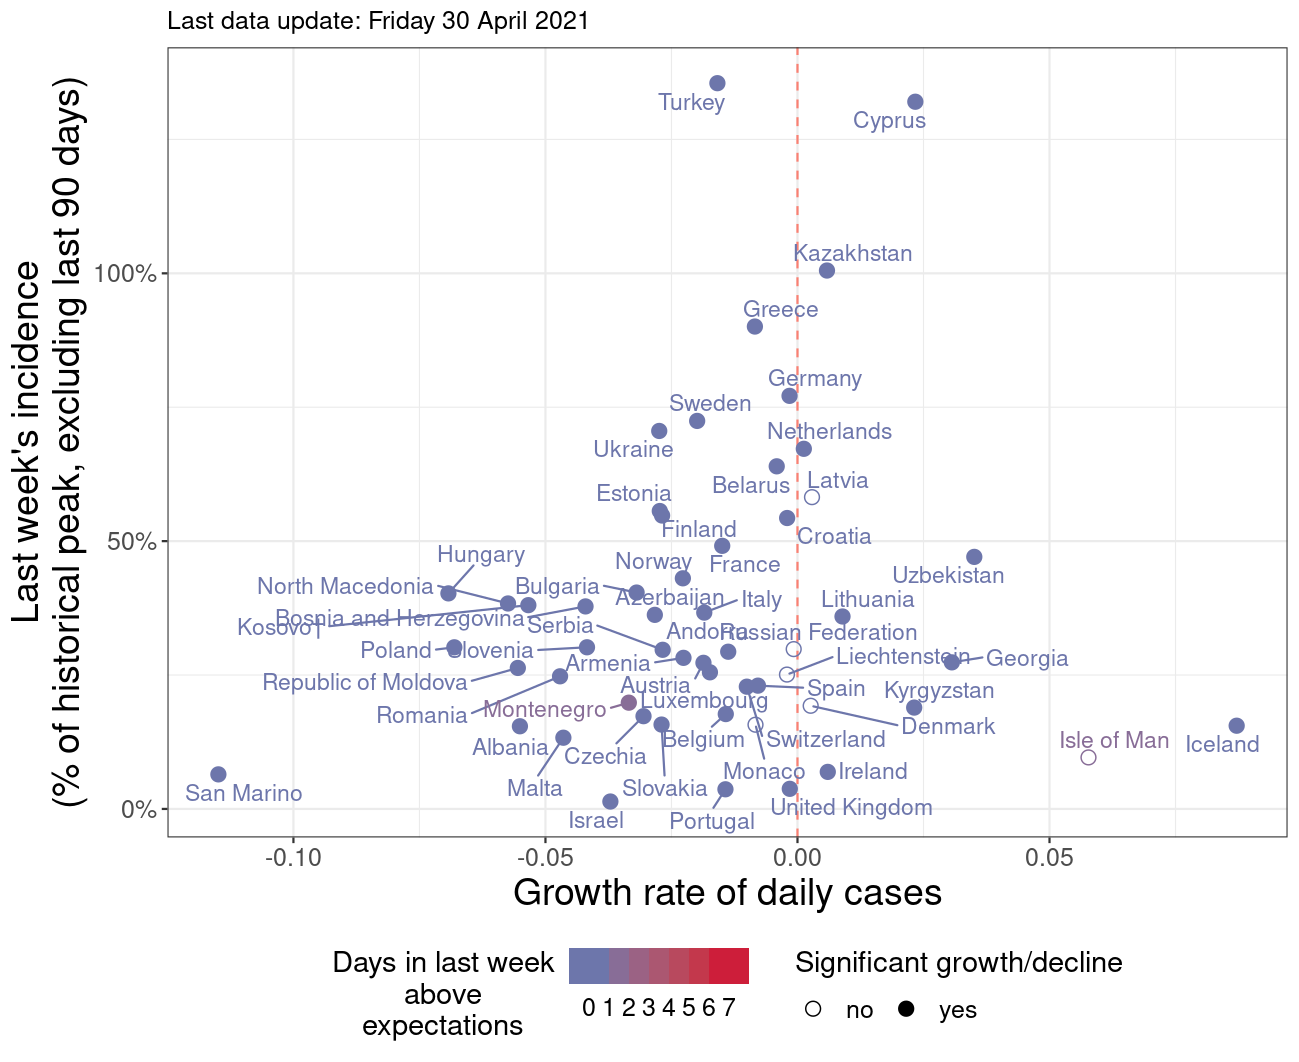 Last data update: Friday 30 April 2021
Last week's incidence
(% of historical peak, excluding last 90 days)
100%
50%
0%
Turkey
Cyprus
Kazakhstan
Greece
Germany
Sweden
Netherlands
Ukraine
Latvia
Belarus
Estonia
Finland
Croatia
Hungary
Norway
France
Uzbekistan
North Macedonia
Bulgaria
Azerbaijan
Italy
Lithuania
Bosnia and Herzegovina
Kosovo†
Serbia
Andorra
Russian Federation
Poland
Slovenia
Armenia
Liechtenstein
Georgia
Republic of Moldova
Austria
Spain
Kyrgyzstan
Luxembourg
Romania
Montenegro
Denmark
Albania
Czechia
Belgium
Switzerland
Isle of Man
Iceland
Monaco
Ireland
San Marino
Malta
Slovakia
Israel
Portugal
United Kingdom
-0.10
-0.05
0.00
0.05
Growth rate of daily cases
Days in last week
above
expectations
0 1 2 3 4 5 6 7
Significant growth/decline
no
yes